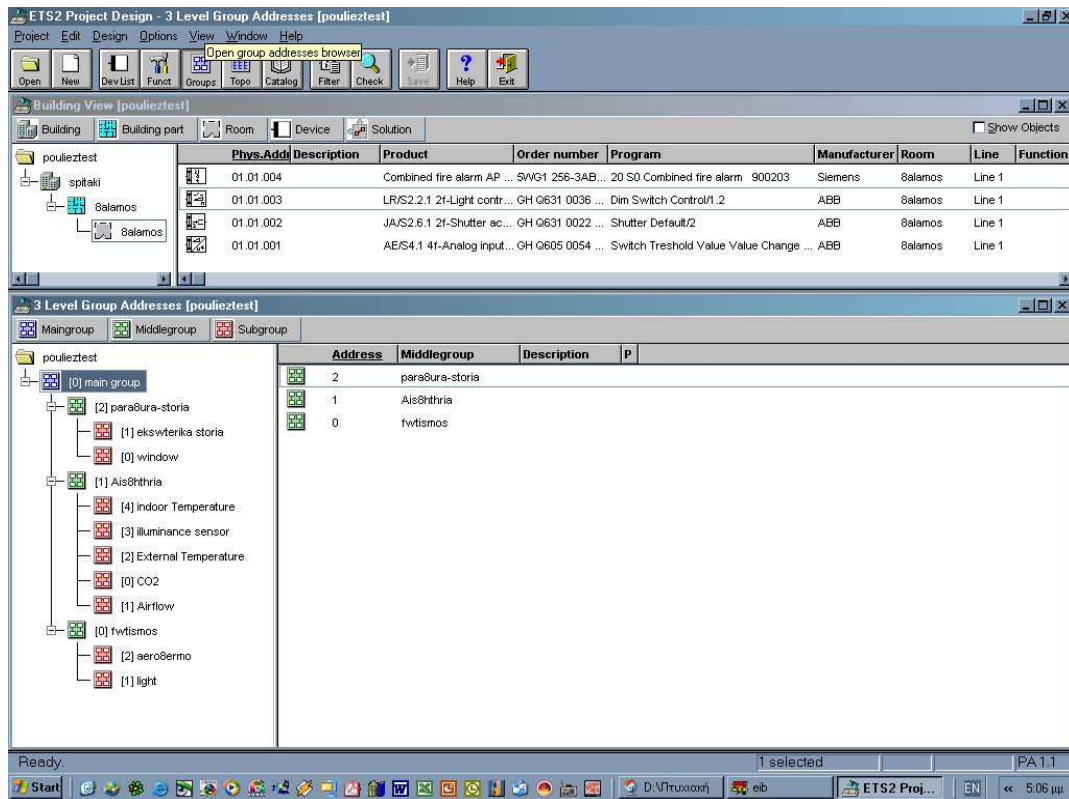 ETS2 Project Design - 3 Level Group Addresses [poulieztest]
Project Edit Design Options View Window Help
Open group addresses browser
Open New DevList Funct Groups Topo Catalog Filter Check Save Help Exit
Building View [poulieztest]
Building Building part Room Device Solution Show Objects
poulieztest
spitaki
8alamos
8alamos
Phys.Addr Description Product Order number Program Manufacturer Room Line Function
01.01.004 Combined fire alarm AP ... 5WG1 256-3AB... 20 S0 Combined fire alarm 900203 Siemens 8alamos Line 1
01.01.003 LR/S2.2.1 2f-Light contr... GH Q631 0036 ... Dim Switch Control/1.2 ABB 8alamos Line 1
01.01.002 JA/S2.6.1 2f-Shutter ac... GH Q631 0022 ... Shutter Default/2 ABB 8alamos Line 1
01.01.001 AE/S4.1 4f-Analog input... GH Q605 0054 ... Switch Treshold Value Value Change ... ABB 8alamos Line 1
3 Level Group Addresses [poulieztest]
Maingroup Middlegroup Subgroup
poulieztest
[0] main group
[2] para8ura-storia
[1] ekswterika storia
[0] window
[1] Ais8hthria
[4] indoor Temperature
[3] illuminance sensor
[2] External Temperature
[0] CO2
[1] Airflow
[0] fwtismos
[2] aero8ermo
[1] light
Address Middlegroup Description P
2 para8ura-storia
1 Ais8hthria
0 fwtismos
Ready. 1 selected PA 1.1
Start D:\Πτυχιακή eib ETS2 Proj... EN « 5:06 μμ